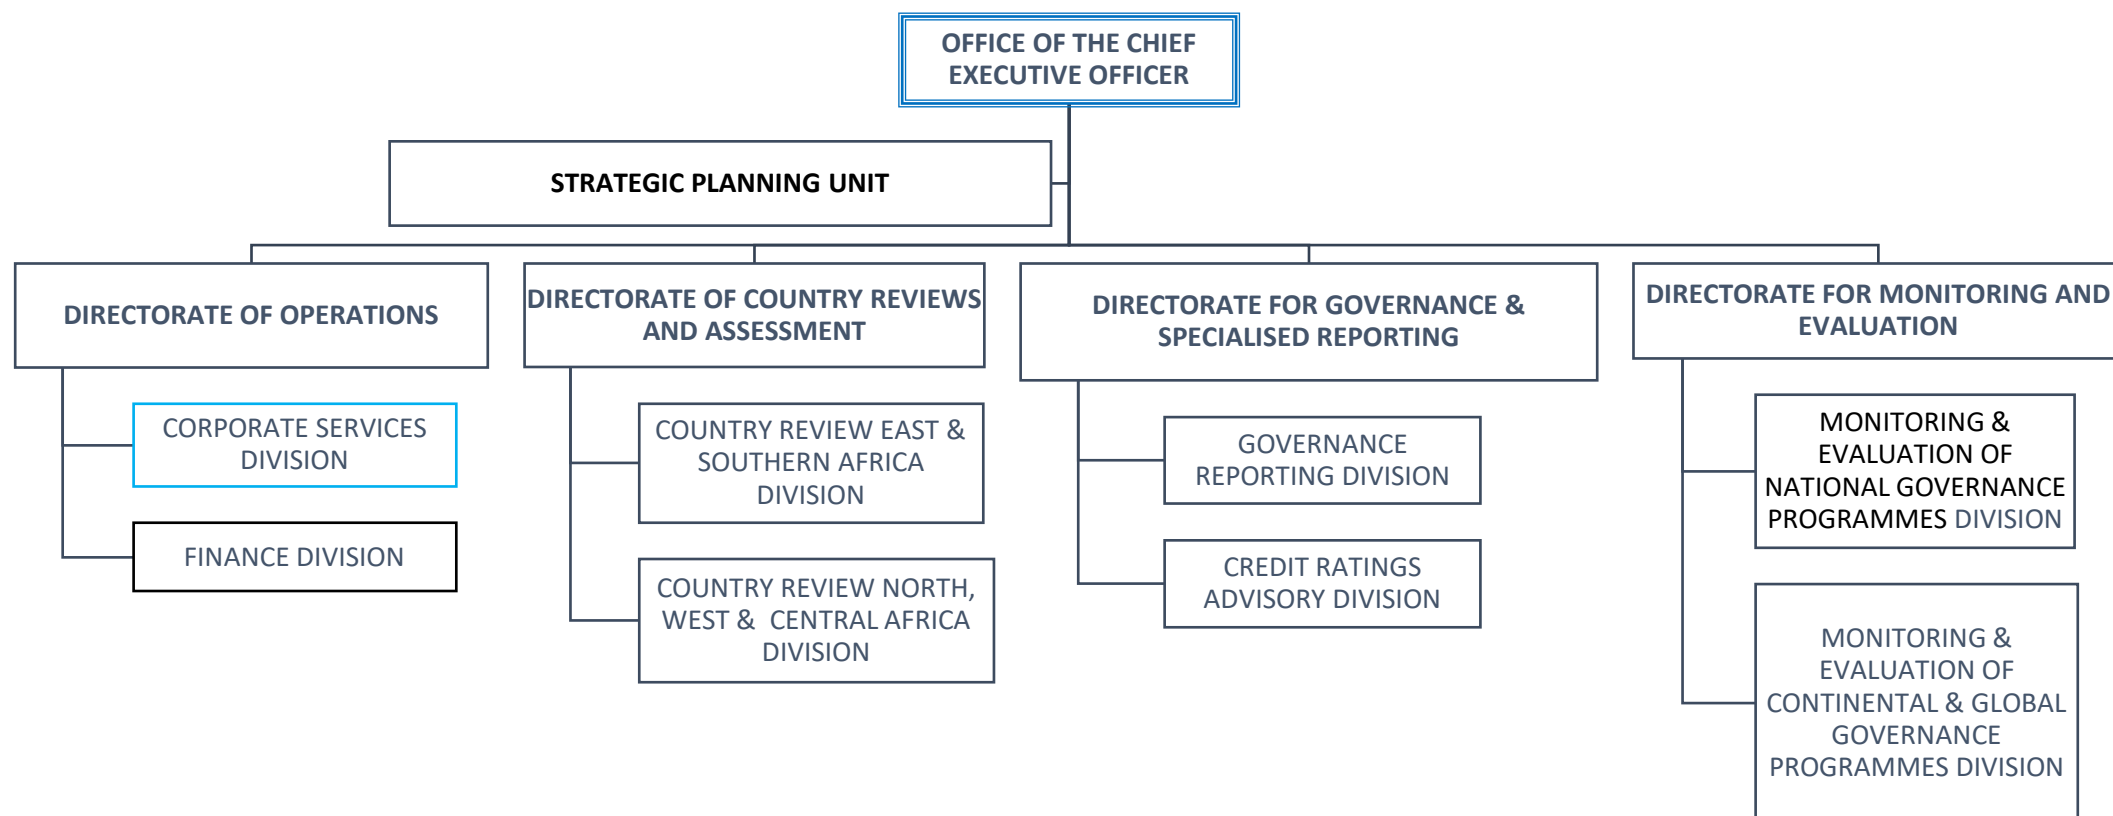 OFFICE OF THE CHIEF
EXECUTIVE OFFICER
STRATEGIC PLANNING UNIT
DIRECTORATE OF OPERATIONS
CORPORATE SERVICES
DIVISION
FINANCE DIVISION
DIRECTORATE OF COUNTRY REVIEWS
AND ASSESSMENT
COUNTRY REVIEW EAST &
SOUTHERN AFRICA
DIVISION
COUNTRY REVIEW NORTH,
WEST & CENTRAL AFRICA
DIVISION
DIRECTORATE FOR GOVERNANCE &
SPECIALISED REPORTING
GOVERNANCE
REPORTING DIVISION
CREDIT RATINGS
ADVISORY DIVISION
DIRECTORATE FOR MONITORING AND
EVALUATION
MONITORING &
EVALUATION OF
NATIONAL GOVERNANCE
PROGRAMMES DIVISION
MONITORING &
EVALUATION OF
CONTINENTAL & GLOBAL
GOVERNANCE
PROGRAMMES DIVISION